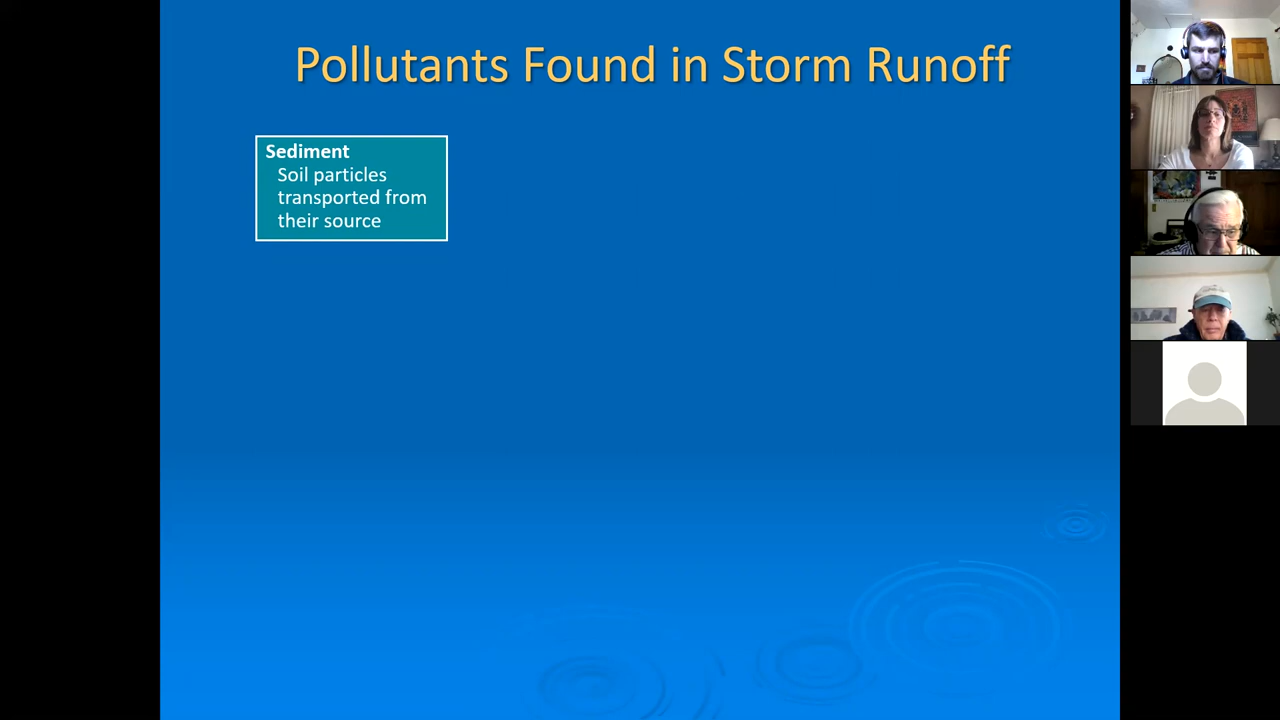 Pollutants Found in Storm Runoff
Sediment
Soil particles
transported from
their source